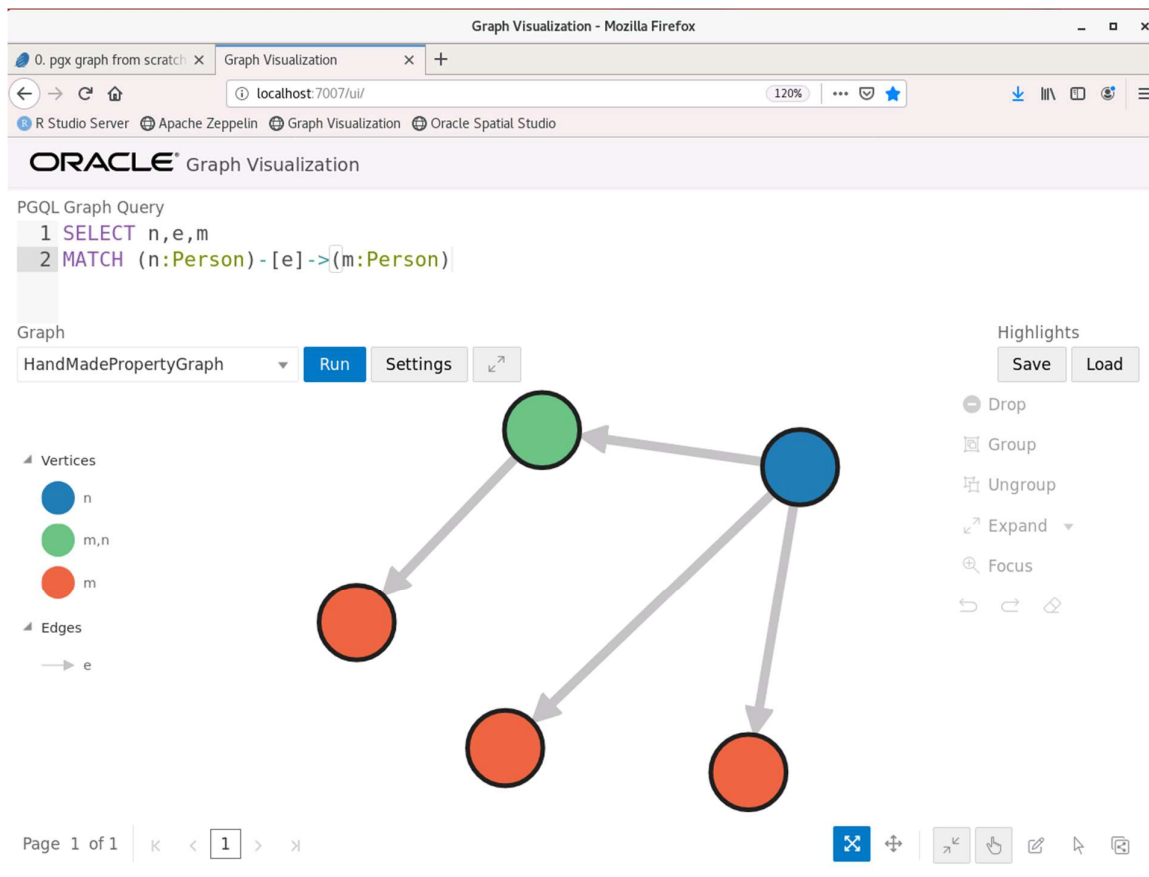 Graph Visualization - Mozilla Firefox
0. pgx graph from scratch
Graph Visualization
localhost:7007/ui/
120%
R Studio Server
Apache Zeppelin
Graph Visualization
Oracle Spatial Studio
ORACLE® Graph Visualization
PGQL Graph Query
1 SELECT n,e,m
2 MATCH (n:Person)-[e]->(m:Person)
Graph
Highlights
HandMadePropertyGraph
Run
Settings
Save
Load
Drop
Group
Ungroup
Expand
Focus
Vertices
n
m,n
m
Edges
e
Page 1 of 1
1